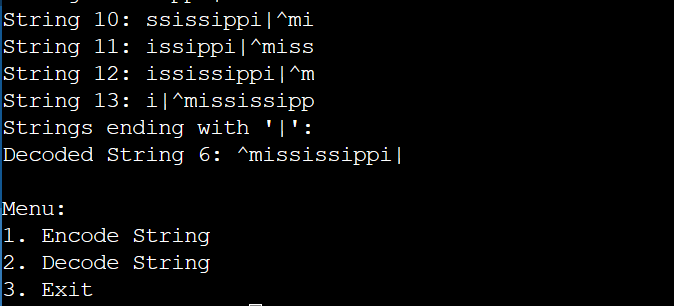 String 10: ssissippi|^mi
String 11: issippi|^miss
String 12: ississippi|^m
String 13: i|^mississipp
Strings ending with '|':
Decoded String 6: ^mississippi|
Menu:
1. Encode String
2. Decode String
3. Exit